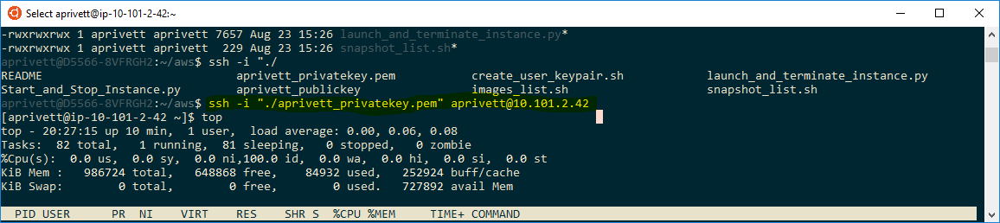 Select aprivett@ip-10-101-2-42:~
-rwxrwxrwx 1 aprivett aprivett 7657 Aug 23 15:26 launch_and_terminate_instance.py*
-rwxrwxrwx 1 aprivett aprivett  229 Aug 23 15:26 snapshot_list.sh*
aprivett@D5566-8VFRGH2:~/aws$ ssh -i "./
README                    aprivett_privatekey.pem   create_user_keypair.sh            launch_and_terminate_instance.py
Start_and_Stop_Instance.py   aprivett_publickey   images_list.sh   snapshot_list.sh
aprivett@D5566-8VFRGH2:~/aws$ ssh -i "./aprivett_privatekey.pem" aprivett@10.101.2.42
[aprivett@ip-10-101-2-42 ~]$ top
top - 20:27:15 up 10 min,  1 user,  load average: 0.00, 0.06, 0.08
Tasks:  82 total,   1 running,  81 sleeping,   0 stopped,   0 zombie
%Cpu(s):  0.0 us,  0.0 sy,  0.0 ni,100.0 id,  0.0 wa,  0.0 hi,  0.0 si,  0.0 st
KiB Mem :   986724 total,   648868 free,    84932 used,   252924 buff/cache
KiB Swap:        0 total,        0 free,        0 used.   727892 avail Mem
PID USER      PR  NI    VIRT    RES    SHR S  %CPU %MEM     TIME+ COMMAND